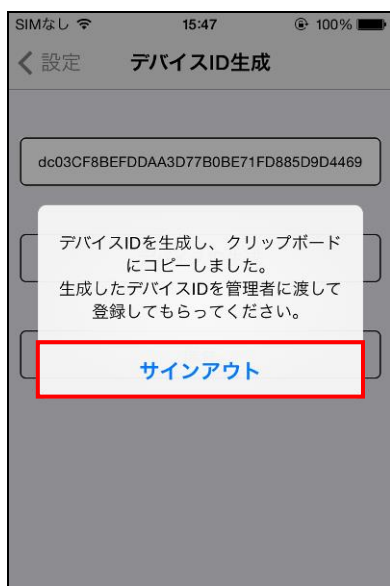 SIMなし 15:47 100%
設定 デバイスID生成
dc03CF8BEFDDAA3D77B0BE71FD885D9D4469
デバイスIDを生成し、クリップボード
にコピーしました。
生成したデバイスIDを管理者に渡して
登録してもらってください。
サインアウト